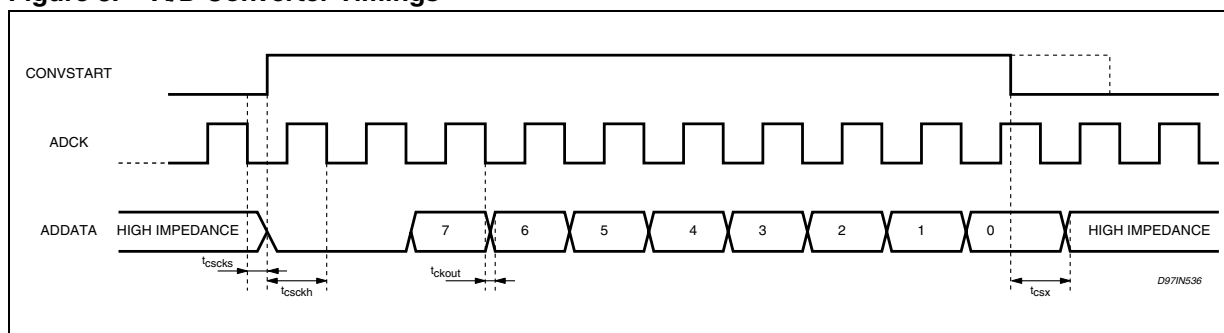 Figure 3. A/D Converter Timings
CONVSTART
ADCK
ADDATA
HIGH IMPEDANCE
7
6
5
4
3
2
1
0
HIGH IMPEDANCE
tcscks
tcsckh
tckout
tcsx
D97IN536